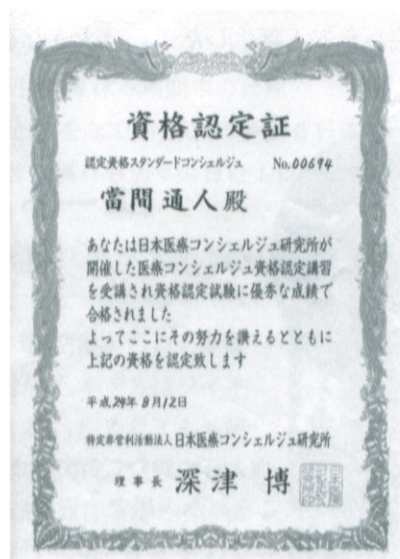 資格認定証
認定資格スタンダードコンシェルジュ No.00694
當間通人殿
あなたは日本医療コンシェルジュ研究所が
開催した医療コンシェルジュ資格認定講習
を受講され資格認定試験に優秀な成績で
合格されました
よってここにその努力を讃えるとともに
上記の資格を認定致します
平成29年8月12日
特定非営利活動法人日本医療コンシェルジュ研究所
理事長 深津 博